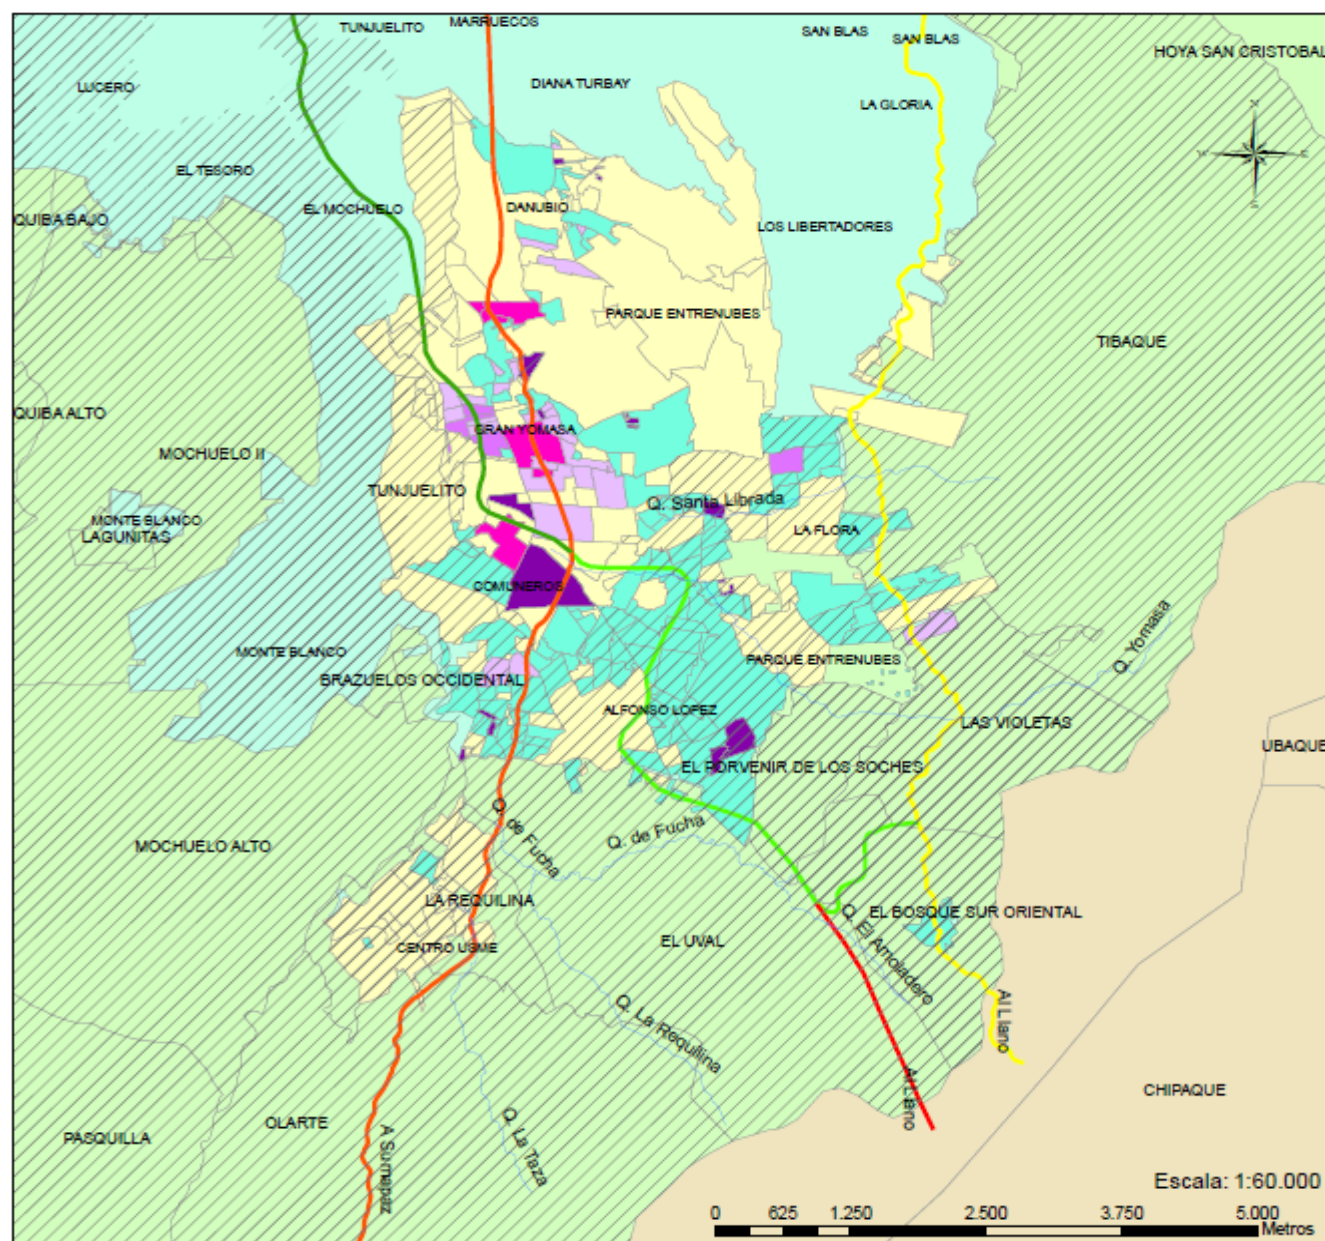 MARRUECOS
TUNJUELITO
SAN BLAS
SAN BLAS
HOYA SAN CRISTOBAL
LUCERO
DIANA TURBAY
LA GLORIA
N
W
E
S
EL TESORO
QUIBA BAJO
EL MOCHUELO
DANUBIO
LOS LIBERTADORES
PARQUE ENTRENUBES
TIBAQUE
QUIBA ALTO
GRAN YOMASA
MOCHUELO II
TUNJUELITO
Q. Santa Librada
MONTE BLANCO
LAGUNITAS
LA FLORA
COMUNEROS
Q. Yomasa
MONTE BLANCO
PARQUE ENTRENUBES
BRAZUELOS OCCIDENTAL
ALFONSO LOPEZ
LAS VIOLETAS
UBAQUE
EL PORVENIR DE LOS SOCHES
Q. de Fucha
Q. de Fucha
MOCHUELO ALTO
LA REQUILINA
EL BOSQUE SUR ORIENTAL
CENTRO USME
EL UVAL
Q. El Amoladero
Q. La Requilina
Al Llano
Al Llano
CHIPAQUE
OLARTE
PASQUILLA
A Sumapaz
Q. La Taza
Escala: 1:60.000
0 625 1.250 2.500 3.750 5.000
Metros